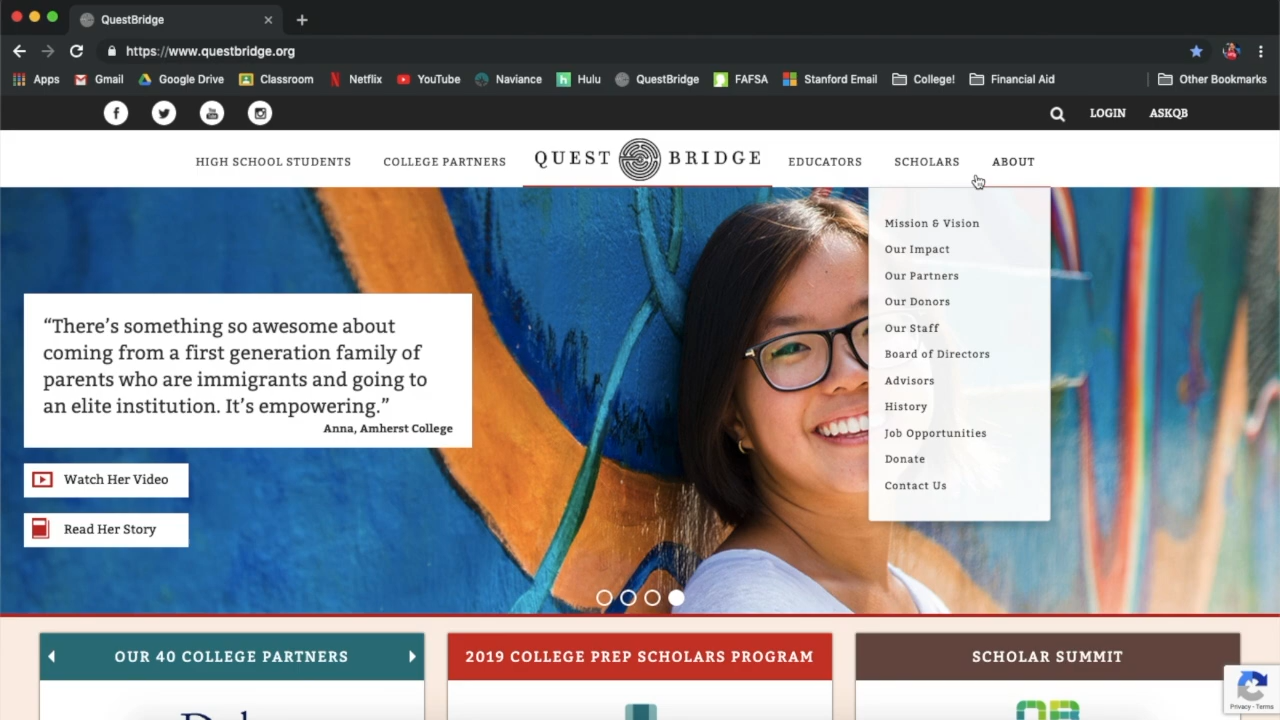 QuestBridge
https://www.questbridge.org
Apps Gmail Google Drive Classroom Netflix YouTube Naviance Hulu QuestBridge FAFSA Stanford Email College! Financial Aid Other Bookmarks
LOGIN ASKQB
HIGH SCHOOL STUDENTS COLLEGE PARTNERS QUEST BRIDGE EDUCATORS SCHOLARS ABOUT
Mission & Vision
Our Impact
Our Partners
Our Donors
Our Staff
Board of Directors
Advisors
History
Job Opportunities
Donate
Contact Us
“There’s something so awesome about
coming from a first generation family of
parents who are immigrants and going to
an elite institution. It’s empowering.”
Anna, Amherst College
Watch Her Video
Read Her Story
OUR 40 COLLEGE PARTNERS
2019 COLLEGE PREP SCHOLARS PROGRAM
SCHOLAR SUMMIT
Privacy - Terms